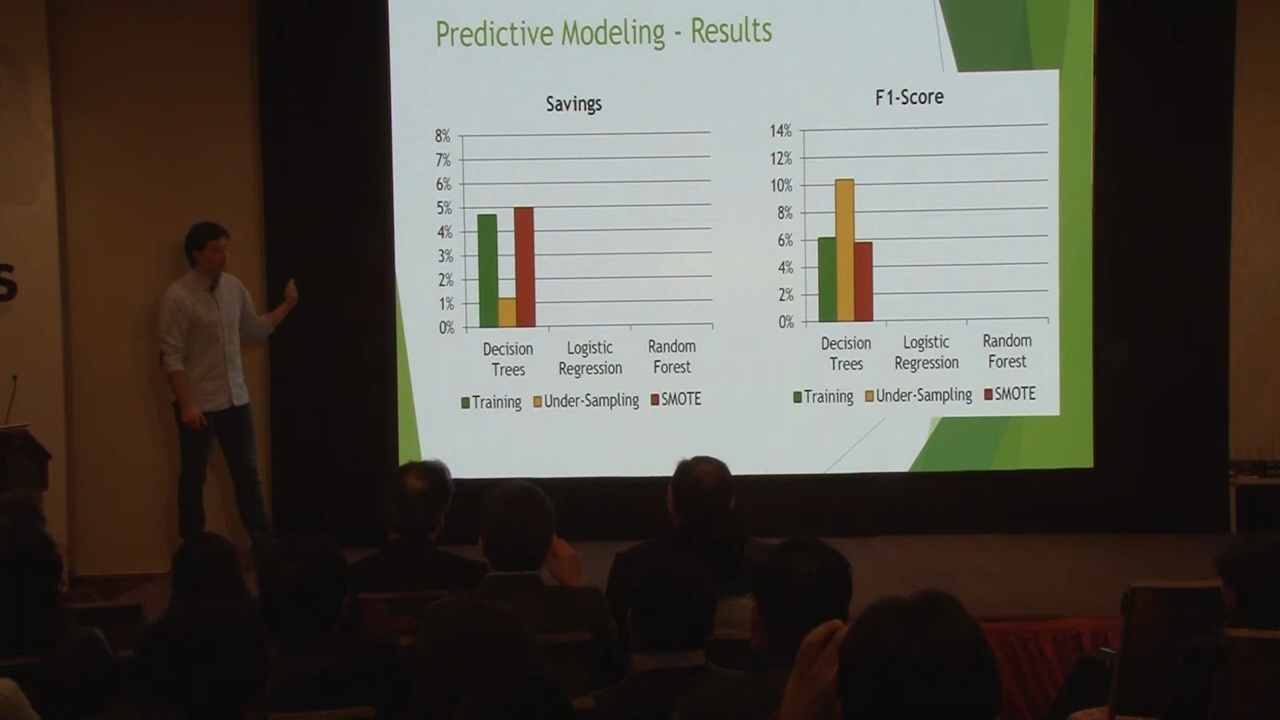 Predictive Modeling - Results
Savings
8%
7%
6%
5%
4%
3%
2%
1%
0%
Decision Trees
Logistic Regression
Random Forest
Training Under-Sampling SMOTE
F1-Score
14%
12%
10%
8%
6%
4%
2%
0%
Decision Trees
Logistic Regression
Random Forest
Training Under-Sampling SMOTE
s